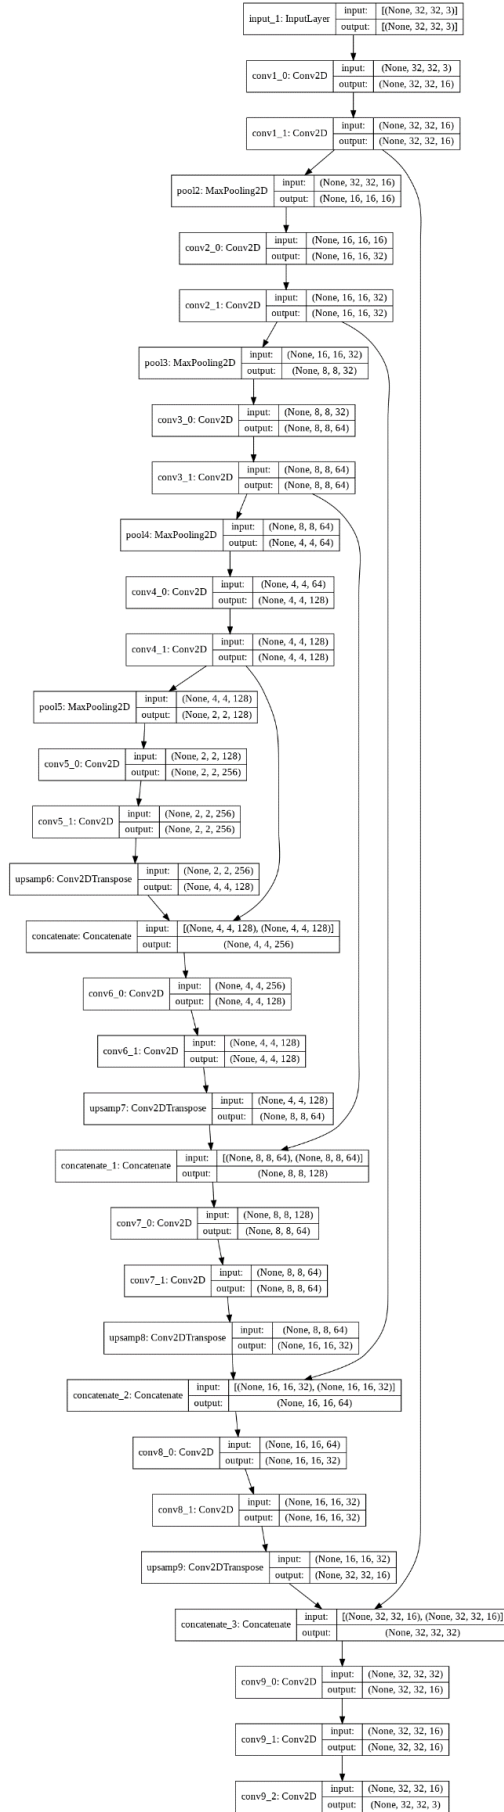 input_1: InputLayer input: [(None, 32, 32, 3)]
output: [(None, 32, 32, 3)]
conv1_0: Conv2D input: (None, 32, 32, 3)
output: (None, 32, 32, 16)
conv1_1: Conv2D input: (None, 32, 32, 16)
output: (None, 32, 32, 16)
pool2: MaxPooling2D input: (None, 32, 32, 16)
output: (None, 16, 16, 16)
conv2_0: Conv2D input: (None, 16, 16, 16)
output: (None, 16, 16, 32)
conv2_1: Conv2D input: (None, 16, 16, 32)
output: (None, 16, 16, 32)
pool3: MaxPooling2D input: (None, 16, 16, 32)
output: (None, 8, 8, 32)
conv3_0: Conv2D input: (None, 8, 8, 32)
output: (None, 8, 8, 64)
conv3_1: Conv2D input: (None, 8, 8, 64)
output: (None, 8, 8, 64)
pool4: MaxPooling2D input: (None, 8, 8, 64)
output: (None, 4, 4, 64)
conv4_0: Conv2D input: (None, 4, 4, 64)
output: (None, 4, 4, 128)
conv4_1: Conv2D input: (None, 4, 4, 128)
output: (None, 4, 4, 128)
pool5: MaxPooling2D input: (None, 4, 4, 128)
output: (None, 2, 2, 128)
conv5_0: Conv2D input: (None, 2, 2, 128)
output: (None, 2, 2, 256)
conv5_1: Conv2D input: (None, 2, 2, 256)
output: (None, 2, 2, 256)
upsamp6: Conv2DTranspose input: (None, 2, 2, 256)
output: (None, 4, 4, 128)
concatenate: Concatenate input: [(None, 4, 4, 128), (None, 4, 4, 128)]
output: (None, 4, 4, 256)
conv6_0: Conv2D input: (None, 4, 4, 256)
output: (None, 4, 4, 128)
conv6_1: Conv2D input: (None, 4, 4, 128)
output: (None, 4, 4, 128)
upsamp7: Conv2DTranspose input: (None, 4, 4, 128)
output: (None, 8, 8, 64)
concatenate_1: Concatenate input: [(None, 8, 8, 64), (None, 8, 8, 64)]
output: (None, 8, 8, 128)
conv7_0: Conv2D input: (None, 8, 8, 128)
output: (None, 8, 8, 64)
conv7_1: Conv2D input: (None, 8, 8, 64)
output: (None, 8, 8, 64)
upsamp8: Conv2DTranspose input: (None, 8, 8, 64)
output: (None, 16, 16, 32)
concatenate_2: Concatenate input: [(None, 16, 16, 32), (None, 16, 16, 32)]
output: (None, 16, 16, 64)
conv8_0: Conv2D input: (None, 16, 16, 64)
output: (None, 16, 16, 32)
conv8_1: Conv2D input: (None, 16, 16, 32)
output: (None, 16, 16, 32)
upsamp9: Conv2DTranspose input: (None, 16, 16, 32)
output: (None, 32, 32, 16)
concatenate_3: Concatenate input: [(None, 32, 32, 16), (None, 32, 32, 16)]
output: (None, 32, 32, 32)
conv9_0: Conv2D input: (None, 32, 32, 32)
output: (None, 32, 32, 16)
conv9_1: Conv2D input: (None, 32, 32, 16)
output: (None, 32, 32, 16)
conv9_2: Conv2D input: (None, 32, 32, 16)
output: (None, 32, 32, 3)